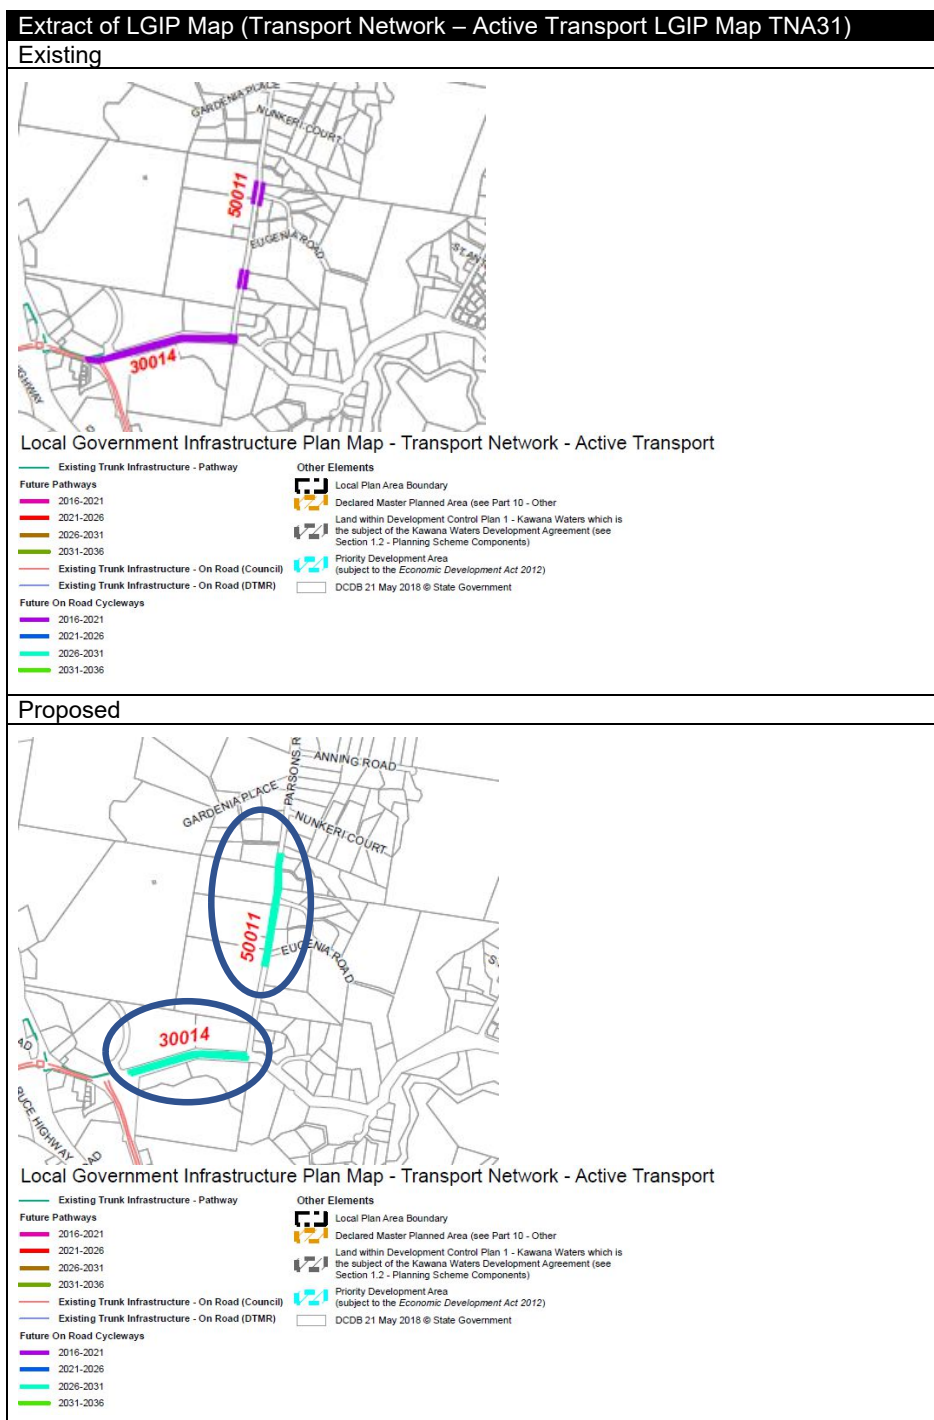 Extract of LGIP Map (Transport Network – Active Transport LGIP Map TNA31)
Existing
GARDENIA PLACE
NUNKERI COURT
50011
EUGENIA ROAD
30014
HIGHWAY
Local Government Infrastructure Plan Map - Transport Network - Active Transport
Existing Trunk Infrastructure - Pathway
Future Pathways
2016-2021
2021-2026
2026-2031
2031-2036
Existing Trunk Infrastructure - On Road (Council)
Existing Trunk Infrastructure - On Road (DTMR)
Future On Road Cycleways
2016-2021
2021-2026
2026-2031
2031-2036
Other Elements
Local Plan Area Boundary
Declared Master Planned Area (see Part 10 - Other
Land within Development Control Plan 1 - Kawana Waters which is
the subject of the Kawana Waters Development Agreement (see
Section 1.2 - Planning Scheme Components)
Priority Development Area
(subject to the Economic Development Act 2012)
DCDB 21 May 2018 © State Government
Proposed
PARSONS R
ANNING ROAD
GARDENIA PLACE
NUNKERI COURT
50011
EUGENIA ROAD
30014
AD
RUCE HIGHWAY
OAD
Local Government Infrastructure Plan Map - Transport Network - Active Transport
Existing Trunk Infrastructure - Pathway
Future Pathways
2016-2021
2021-2026
2026-2031
2031-2036
Existing Trunk Infrastructure - On Road (Council)
Existing Trunk Infrastructure - On Road (DTMR)
Future On Road Cycleways
2016-2021
2021-2026
2026-2031
2031-2036
Other Elements
Local Plan Area Boundary
Declared Master Planned Area (see Part 10 - Other
Land within Development Control Plan 1 - Kawana Waters which is
the subject of the Kawana Waters Development Agreement (see
Section 1.2 - Planning Scheme Components)
Priority Development Area
(subject to the Economic Development Act 2012)
DCDB 21 May 2018 © State Government